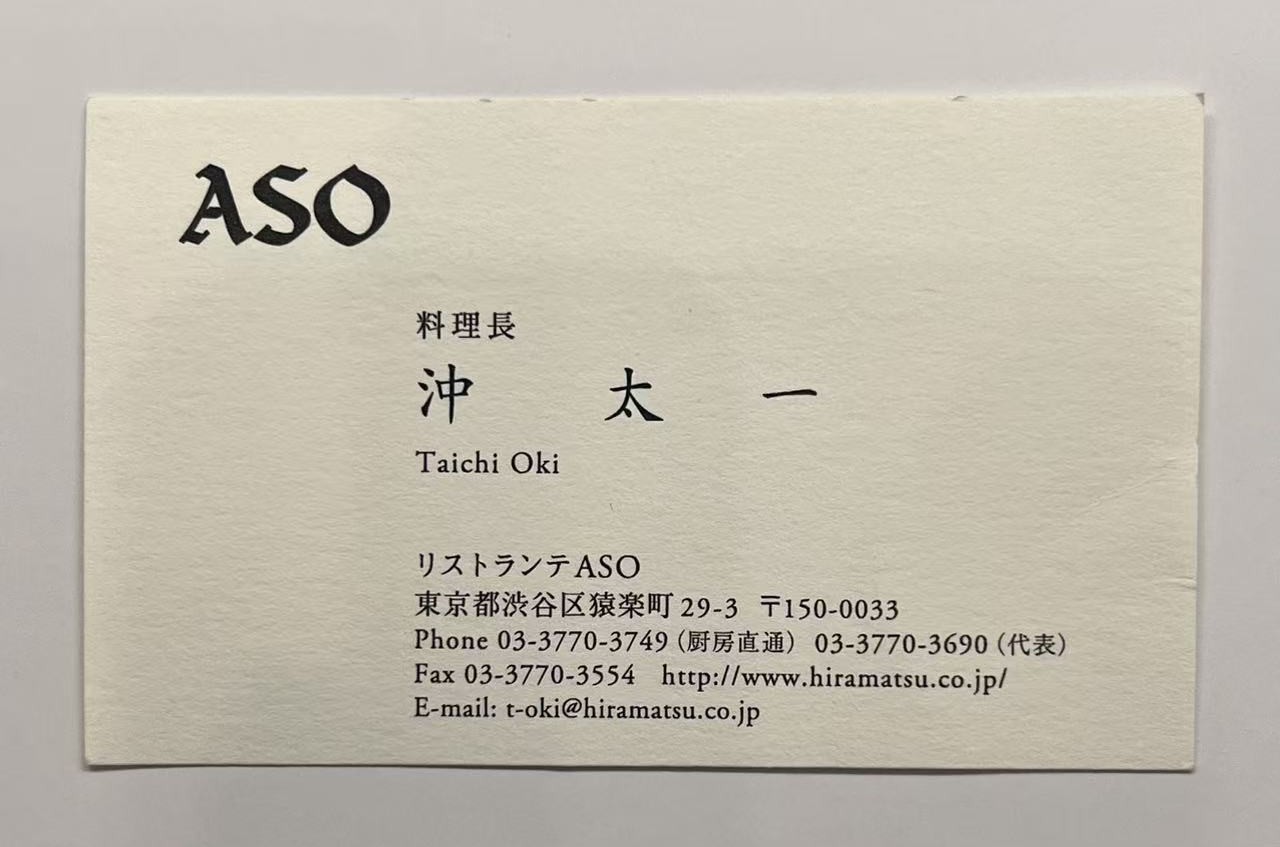 ASO
料理長
沖 太 一
Taichi Oki
リストランテASO
東京都渋谷区猿楽町 29-3 〒150-0033
Phone 03-3770-3749（厨房直通） 03-3770-3690（代表）
Fax 03-3770-3554 http://www.hiramatsu.co.jp/
E-mail: t-oki@hiramatsu.co.jp